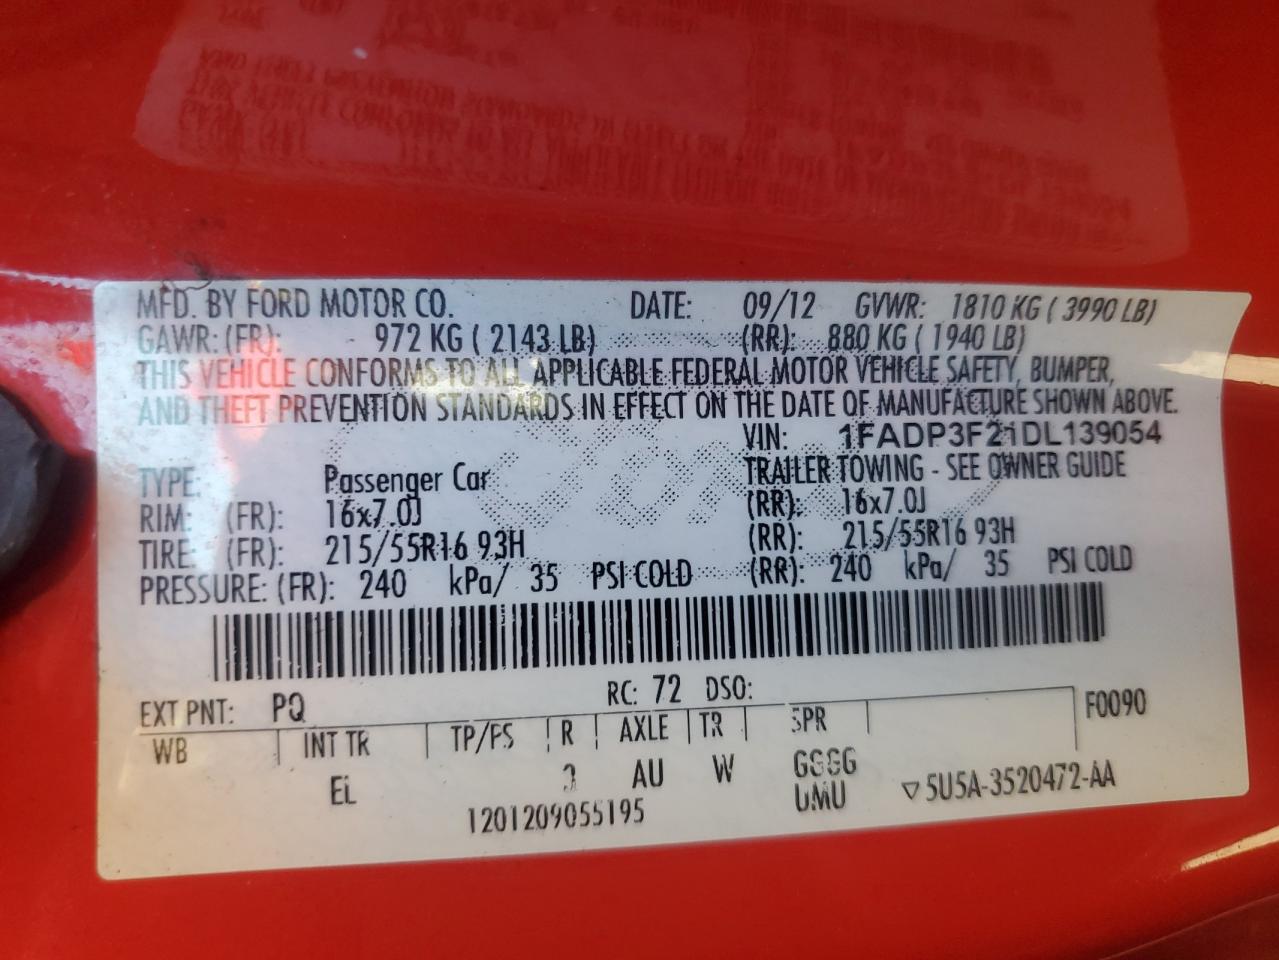 MFD. BY FORD MOTOR CO. DATE: 09/12 GVWR: 1810 KG ( 3990 LB)
GAWR: (FR): 972 KG ( 2143 LB) (RR): 880 KG ( 1940 LB)
THIS VEHICLE CONFORMS TO ALL APPLICABLE FEDERAL MOTOR VEHICLE SAFETY, BUMPER,
AND THEFT PREVENTION STANDARDS IN EFFECT ON THE DATE OF MANUFACTURE SHOWN ABOVE.
VIN: 1FADP3F21DL139054
TYPE: Passenger Car TRAILER TOWING - SEE OWNER GUIDE
RIM: (FR): 16x7.0J (RR): 16x7.0J
TIRE: (FR): 215/55R16 93H (RR): 215/55R16 93H
PRESSURE: (FR): 240 kPa/ 35 PSI COLD (RR): 240 kPa/ 35 PSI COLD
EXT PNT: PQ RC: 72 DSO: F0090
WB INT TR TP/PS R AXLE TR SPR
EL 3 AU W GGGG
UMU
1201209055195 ▽ 5U5A-3520472-AA